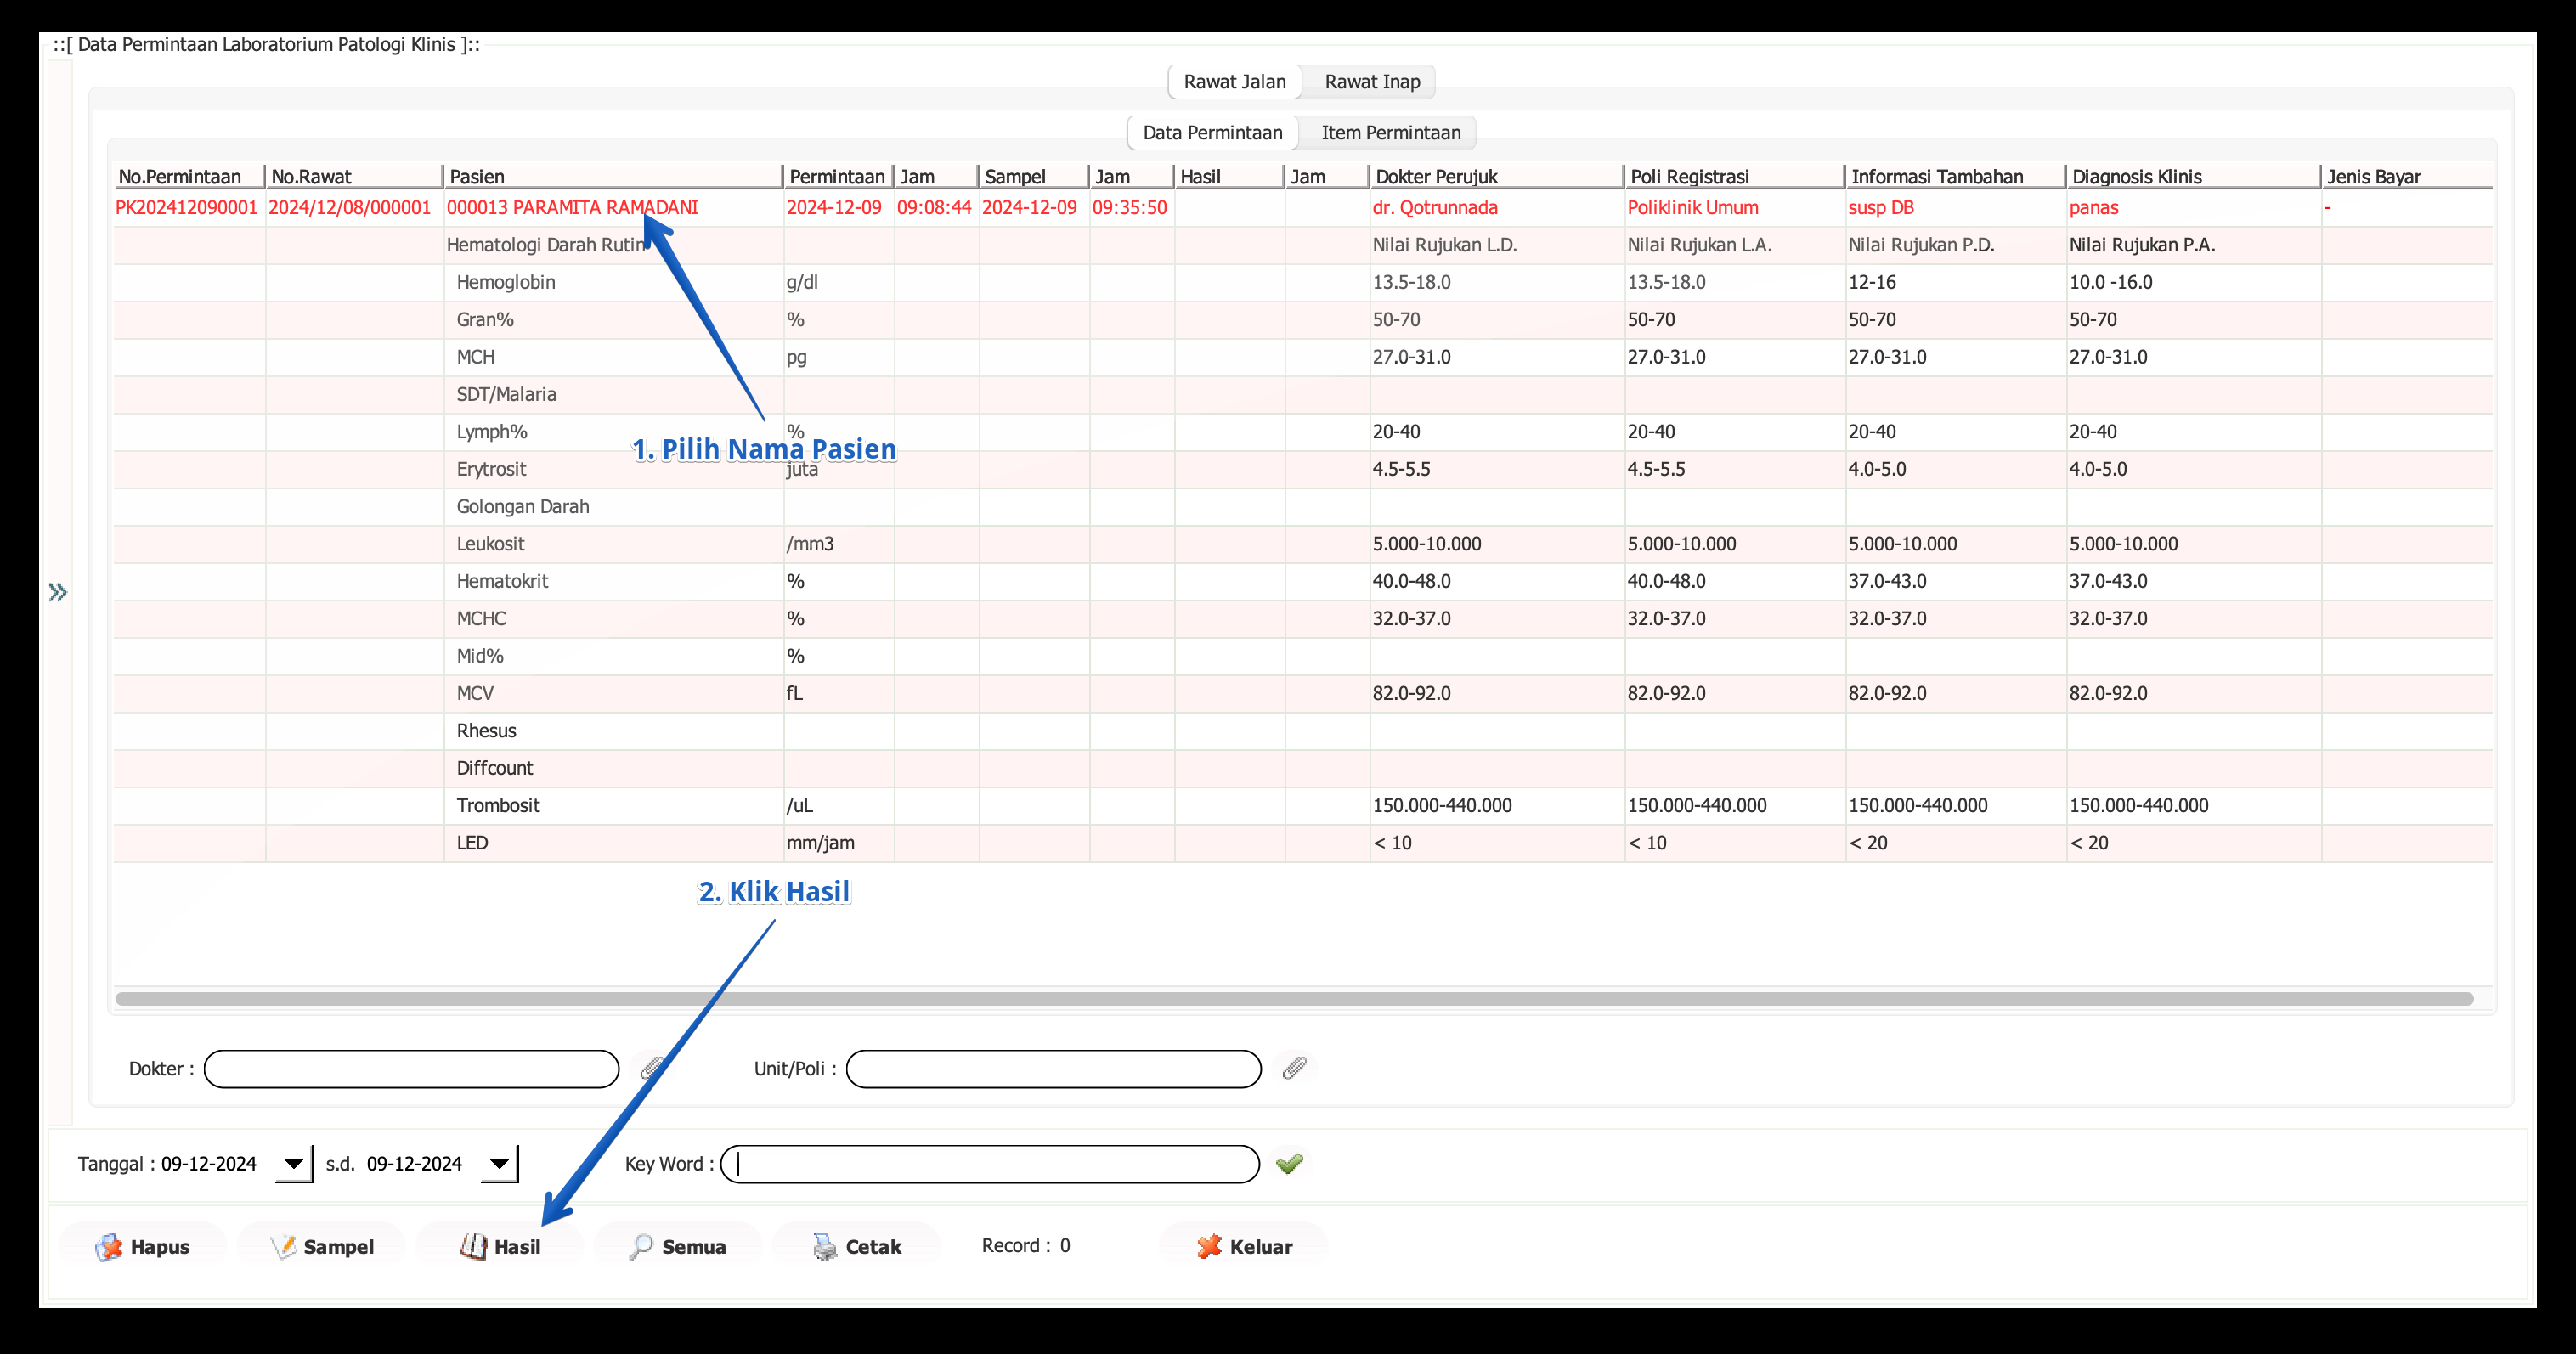 ::[ Data Permintaan Laboratorium Patologi Klinis ]::
Rawat Jalan Rawat Inap
Data Permintaan Item Permintaan
No.Permintaan No.Rawat Pasien Permintaan Jam Sampel Jam Hasil Jam Dokter Perujuk Poli Registrasi Informasi Tambahan Diagnosis Klinis Jenis Bayar
PK202412090001 2024/12/08/000001 000013 PARAMITA RAMADANI 2024-12-09 09:08:44 2024-12-09 09:35:50 dr. Qotrunnada Poliklinik Umum susp DB panas -
Hematologi Darah Rutin Nilai Rujukan L.D. Nilai Rujukan L.A. Nilai Rujukan P.D. Nilai Rujukan P.A.
Hemoglobin g/dl 13.5-18.0 13.5-18.0 12-16 10.0 -16.0
Gran% % 50-70 50-70 50-70 50-70
MCH pg 27.0-31.0 27.0-31.0 27.0-31.0 27.0-31.0
SDT/Malaria
Lymph% % 20-40 20-40 20-40 20-40
1. Pilih Nama Pasien
Erytrosit juta 4.5-5.5 4.5-5.5 4.0-5.0 4.0-5.0
Golongan Darah
Leukosit /mm3 5.000-10.000 5.000-10.000 5.000-10.000 5.000-10.000
Hematokrit % 40.0-48.0 40.0-48.0 37.0-43.0 37.0-43.0
MCHC % 32.0-37.0 32.0-37.0 32.0-37.0 32.0-37.0
Mid% %
MCV fL 82.0-92.0 82.0-92.0 82.0-92.0 82.0-92.0
Rhesus
Diffcount
Trombosit /uL 150.000-440.000 150.000-440.000 150.000-440.000 150.000-440.000
LED mm/jam < 10 < 10 < 20 < 20
2. Klik Hasil
Dokter : Unit/Poli :
Tanggal : 09-12-2024 s.d. 09-12-2024 Key Word :
Hapus Sampel Hasil Semua Cetak Record : 0 Keluar